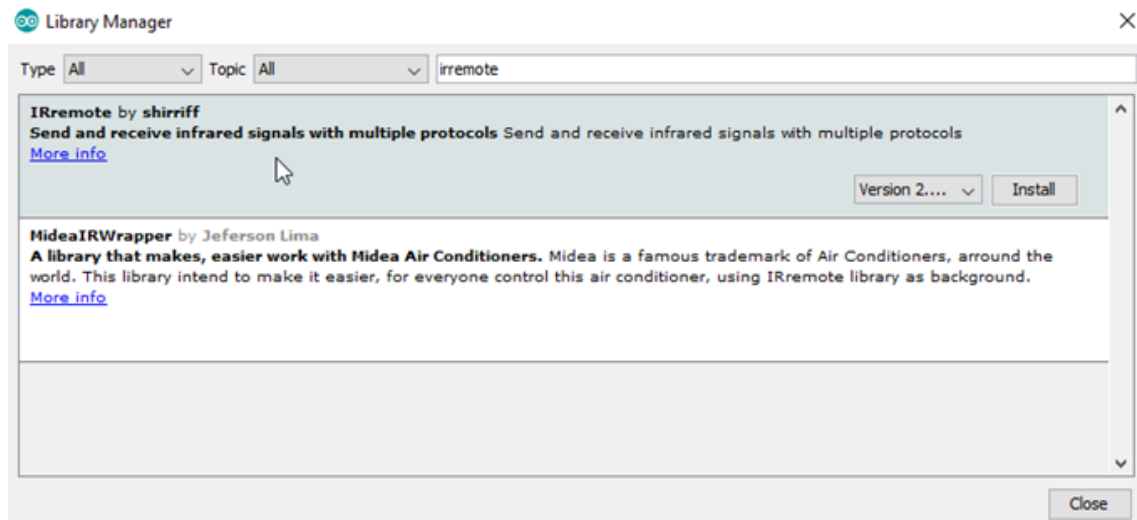 Library Manager
Type All Topic All irremote
IRremote by shirriff
Send and receive infrared signals with multiple protocols Send and receive infrared signals with multiple protocols
More info
Version 2.... Install
MideaIRWrapper by Jeferson Lima
A library that makes, easier work with Midea Air Conditioners. Midea is a famous trademark of Air Conditioners, arround the
world. This library intend to make it easier, for everyone control this air conditioner, using IRremote library as background.
More info
Close